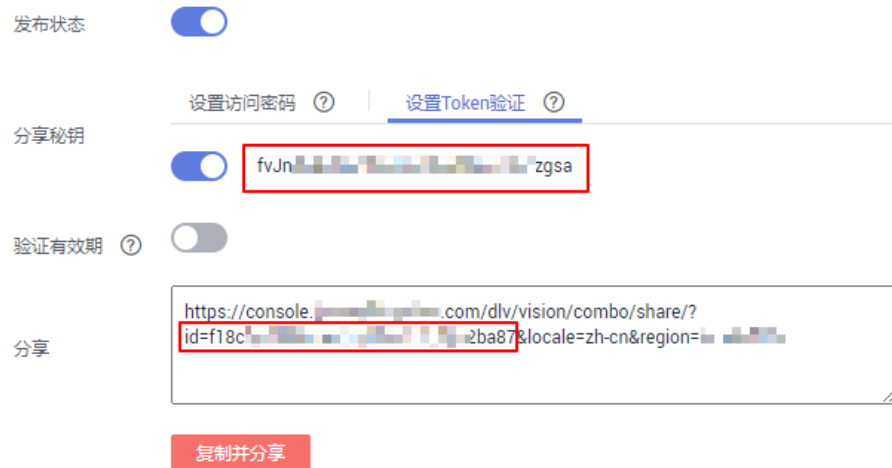 发布状态
设置访问密码 ? 设置Token验证 ?
分享秘钥
fvJn zgsa
验证有效期 ?
https://console. .com/dlv/vision/combo/share/?
id=f18c 2ba87&locale=zh-cn&region=
分享
复制并分享